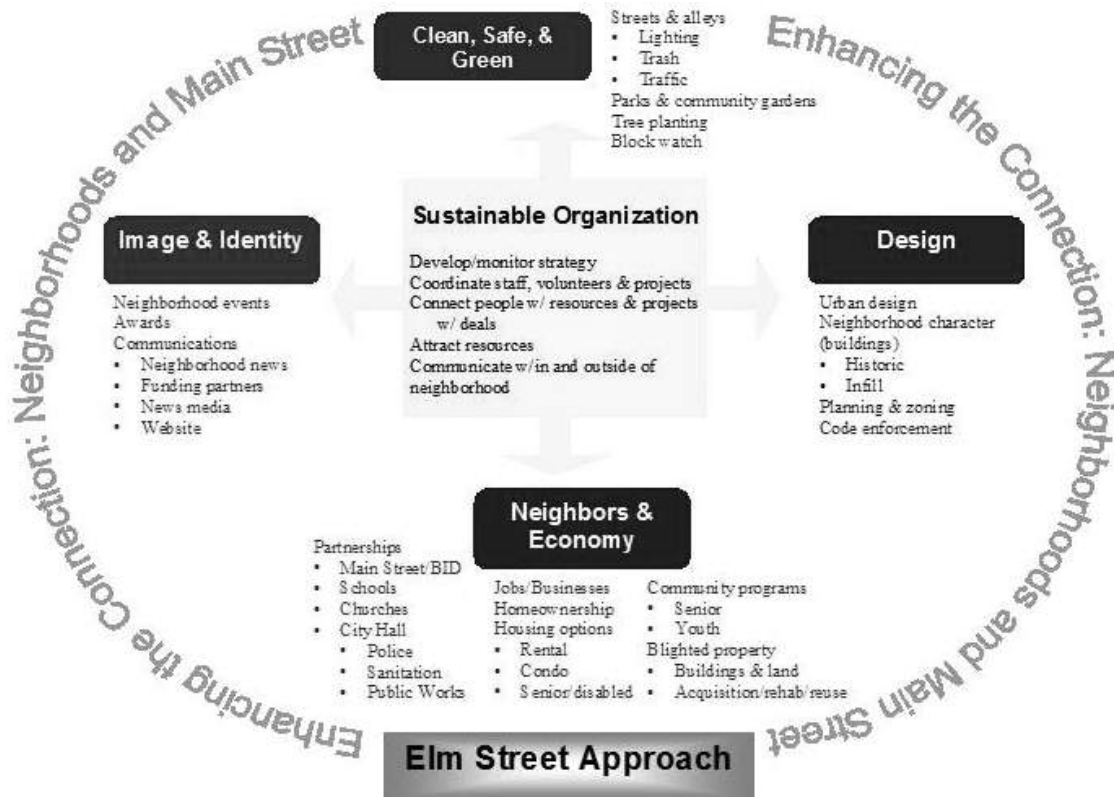 Enhancing the Connection: Neighborhoods and Main Street
Enhancing the Connection: Neighborhoods and Main Street
Clean, Safe, &
Green
Streets & alleys
▪ Lighting
▪ Trash
▪ Traffic
Parks & community gardens
Tree planting
Block watch
Sustainable Organization
Develop/monitor strategy
Coordinate staff, volunteers & projects
Connect people w/ resources & projects
w/ deals
Attract resources
Communicate w/in and outside of
neighborhood
Image & Identity
Neighborhood events
Awards
Communications
▪ Neighborhood news
▪ Funding partners
▪ News media
▪ Website
Design
Urban design
Neighborhood character
(buildings)
▪ Historic
▪ Infill
Planning & zoning
Code enforcement
Neighbors &
Economy
Partnerships
▪ Main Street/BID
▪ Schools
▪ Churches
▪ City Hall
▪ Police
▪ Sanitation
▪ Public Works
Jobs/Businesses
Homeownership
Housing options
▪ Rental
▪ Condo
▪ Senior/disabled
Community programs
▪ Senior
▪ Youth
Blighted property
▪ Buildings & land
▪ Acquisition/rehab/reuse
Elm Street Approach